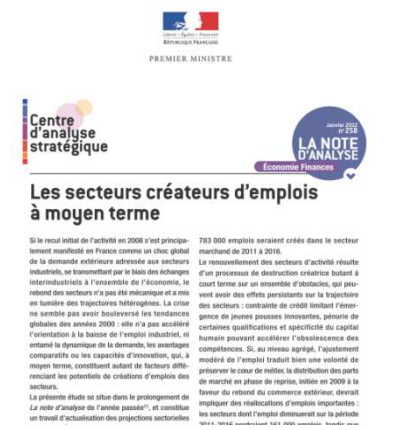 Liberté • Égalité • Fraternité
RÉPUBLIQUE FRANÇAISE
PREMIER MINISTRE
Centre
d'analyse
stratégique
Janvier 2012
n°258
LA NOTE
D'ANALYSE
Économie Finances
Les secteurs créateurs d'emplois
à moyen terme
Si le recul initial de l'activité en 2008 s'est principa-
lement manifesté en France comme un choc global
de la demande extérieure adressée aux secteurs
industriels, se transmettant par le biais des échanges
interindustriels à l'ensemble de l'économie, le
rebond des secteurs n'a pas été mécanique et a mis
en lumière des trajectoires hétérogènes. La crise
ne semble pas avoir bouleversé les tendances
globales des années 2000 : elle n'a pas accéléré
l'orientation à la baisse de l'emploi industriel, ni
entamé la dynamique de la demande, les avantages
comparatifs ou les capacités d'innovation, qui, à
moyen terme, constituent autant de facteurs diffé-
renciant les potentiels de créations d'emplois des
secteurs.
La présente étude se situe dans le prolongement de
La note d'analyse de l'année passée(1), et constitue
un travail d'actualisation des projections sectorielles
783 000 emplois seraient créés dans le secteur
marchand de 2011 à 2016.
Le renouvellement des secteurs d'activité résulte
d'un processus de destruction créatrice butant à
court terme sur un ensemble d'obstacles, qui peu-
vent avoir des effets persistants sur la trajectoire
des secteurs : contrainte de crédit limitant l'émer-
gence de jeunes pousses innovantes, pénurie de
certaines qualifications et spécificité du capital
humain pouvant accélérer l'obsolescence des
compétences. Si, au niveau agrégé, l'ajustement
modéré de l'emploi traduit bien une volonté de
préserver le cœur de métier, la distribution des parts
de marché en phase de reprise, initiée en 2009 à la
faveur du rebond du commerce extérieur, devrait
impliquer des réallocations d'emplois importantes :
les secteurs dont l'emploi diminuerait sur la période
2011-2016 perdraient 161 000 emplois, tandis que